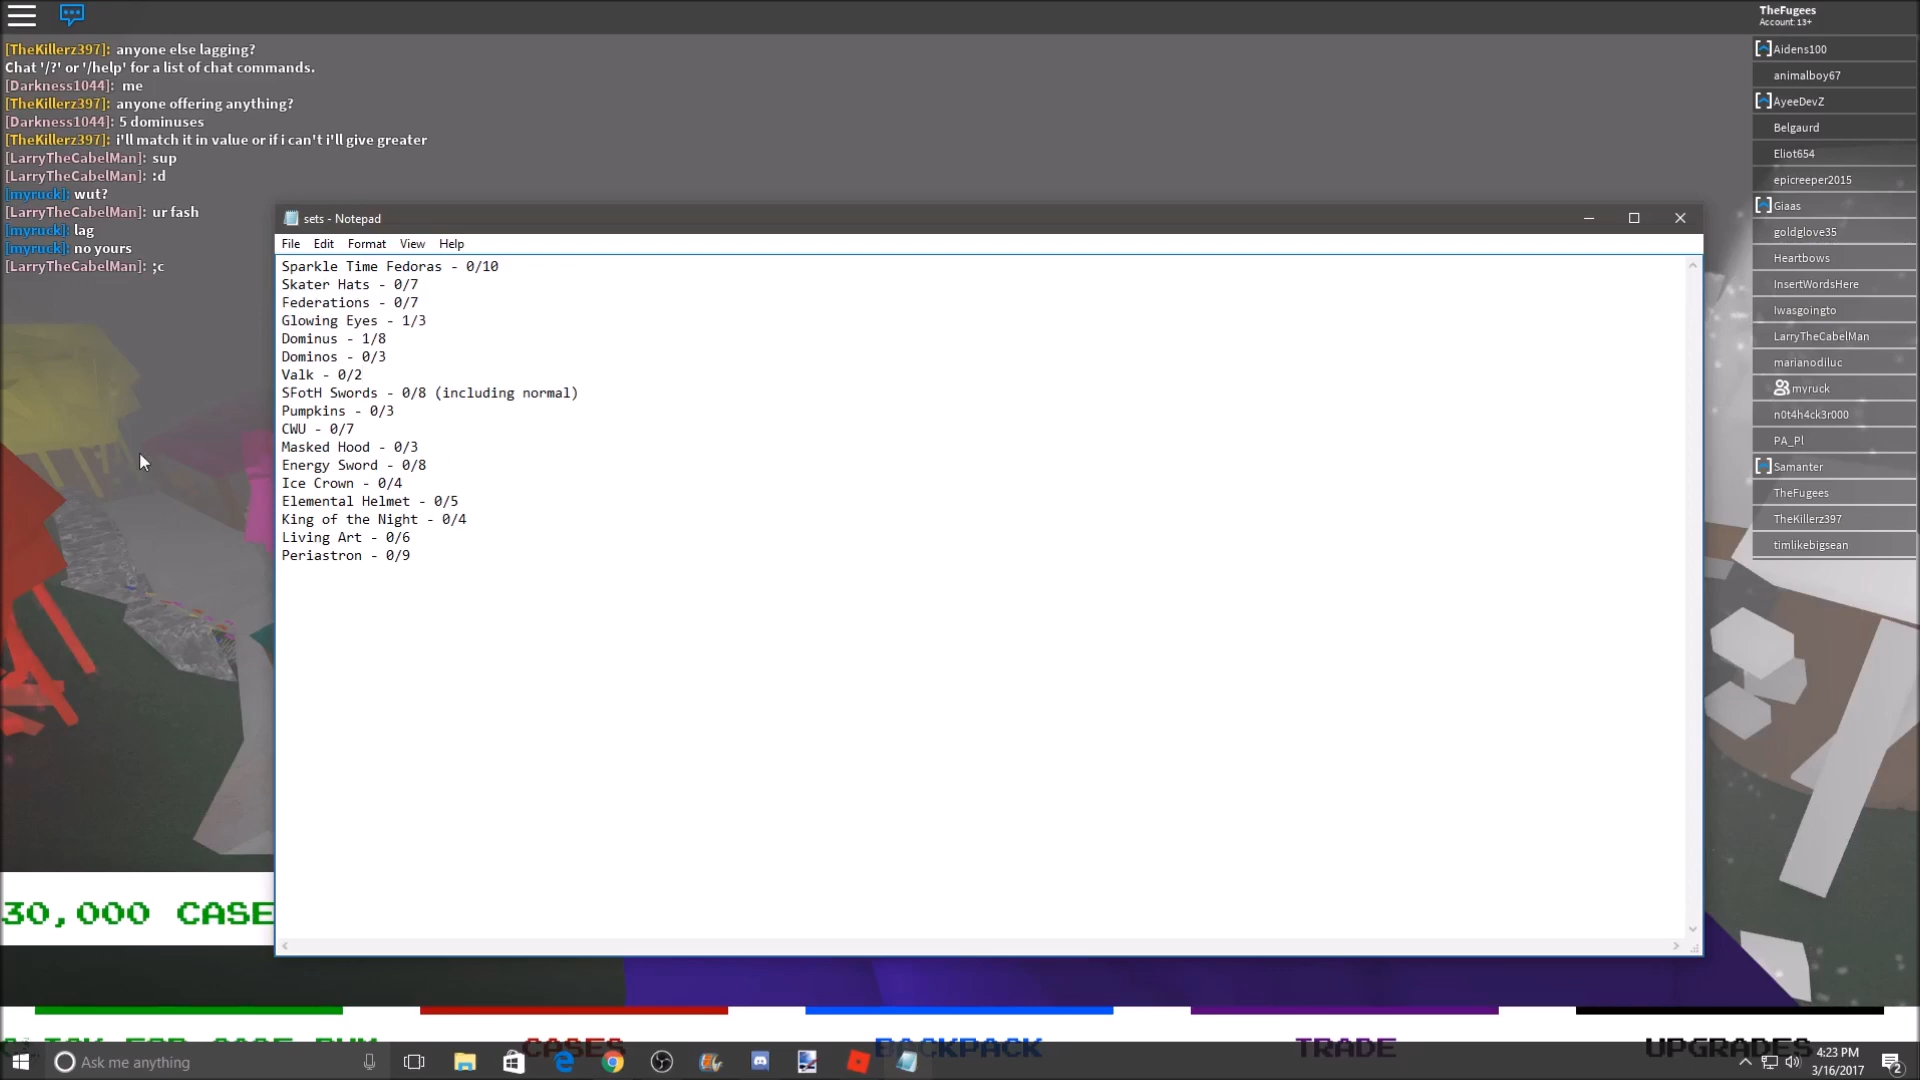 TheFugees
Account: 13+
[TheKillerz397]: anyone else lagging?
Chat '/?' or '/help' for a list of chat commands.
[Darkness1044]: me
[TheKillerz397]: anyone offering anything?
[Darkness1044]: 5 dominuses
[TheKillerz397]: i'll match it in value or if i can't i'll give greater
[LarryTheCabelMan]: sup
[LarryTheCabelMan]: :d
[myruck]: wut?
[LarryTheCabelMan]: ur fash
[myruck]: lag
[myruck]: no yours
[LarryTheCabelMan]: ;c
Aidens100
animalboy67
AyeeDevZ
Belgaurd
Eliot654
epicreeper2015
Giaas
goldglove35
Heartbows
InsertWordsHere
Iwasgoingto
LarryTheCabelMan
marianodiluc
myruck
n0t4h4ck3r000
PA_Pl
Samanter
TheFugees
TheKillerz397
timlikebigsean
sets - Notepad
File Edit Format View Help
Sparkle Time Fedoras - 0/10
Skater Hats - 0/7
Federations - 0/7
Glowing Eyes - 1/3
Dominus - 1/8
Dominos - 0/3
Valk - 0/2
SFotH Swords - 0/8 (including normal)
Pumpkins - 0/3
CWU - 0/7
Masked Hood - 0/3
Energy Sword - 0/8
Ice Crown - 0/4
Elemental Helmet - 0/5
King of the Night - 0/4
Living Art - 0/6
Periastron - 0/9
30,000 CASE
CASES
BACKPACK
TRADE
UPGRADES
Ask me anything
4:23 PM
3/16/2017
2